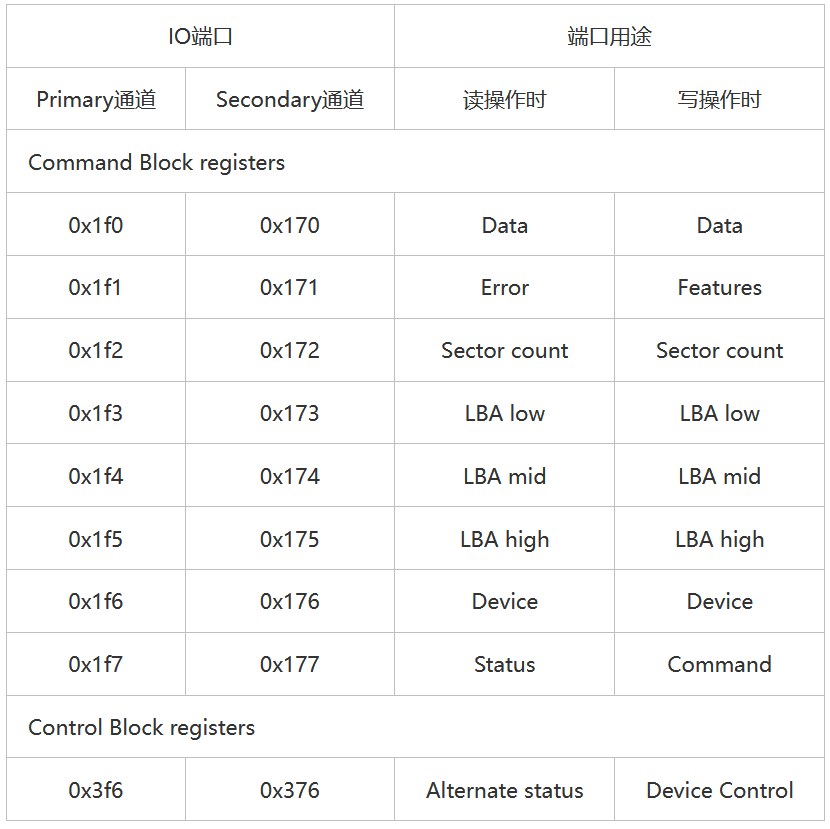 IO端口 端口用途
Primary通道 Secondary通道 读操作时 写操作时
Command Block registers
0x1f0 0x170 Data Data
0x1f1 0x171 Error Features
0x1f2 0x172 Sector count Sector count
0x1f3 0x173 LBA low LBA low
0x1f4 0x174 LBA mid LBA mid
0x1f5 0x175 LBA high LBA high
0x1f6 0x176 Device Device
0x1f7 0x177 Status Command
Control Block registers
0x3f6 0x376 Alternate status Device Control